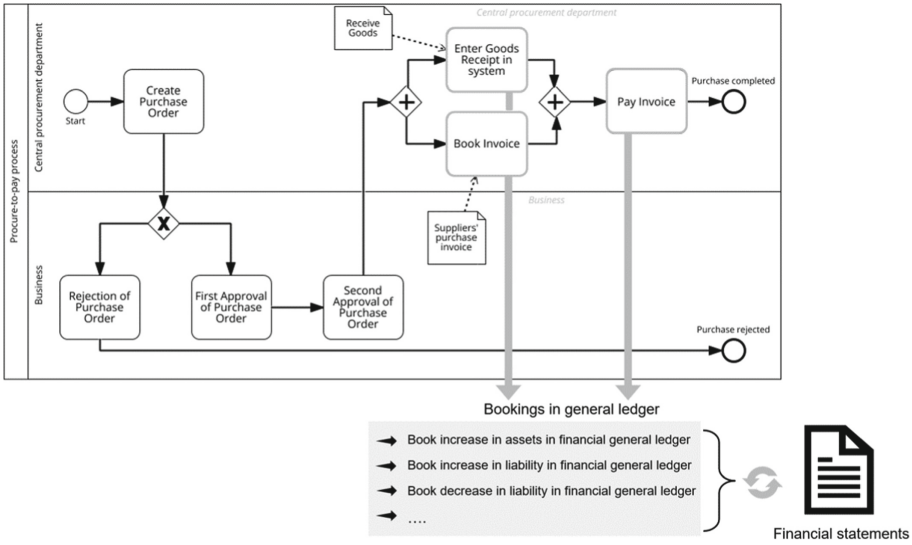 Procure-to-pay process
Central procurement department
Central procurement department
Receive
Goods
Start
Create
Purchase
Order
Enter Goods
Receipt in
system
Book Invoice
Pay Invoice
Purchase completed
Business
Business
Suppliers'
purchase
invoice
Rejection of
Purchase
Order
First Approval
of Purchase
Order
Second
Approval of
Purchase
Order
Purchase rejected
Bookings in general ledger
Book increase in assets in financial general ledger
Book increase in liability in financial general ledger
Book decrease in liability in financial general ledger
....
Financial statements